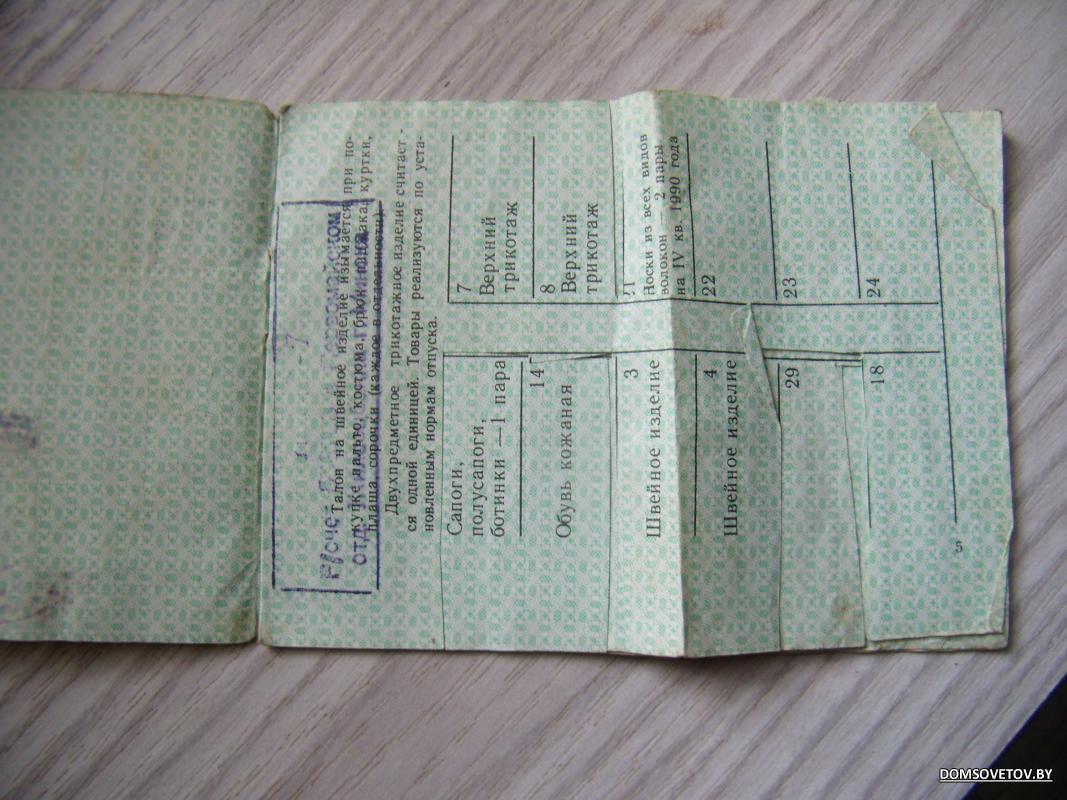 Талон на швейное изделие изымается при по-
купке пальто, костюма, брюк, пиджака, куртки,
плаща, сорочки (каждое в отдельности).
Двухпредметное трикотажное изделие считает-
ся одной единицей. Товары реализуются по уста-
новленным нормам отпуска.
Р/счет
Сапоги,
полусапоги,
ботинки —1 пара
7
Верхний
трикотаж
14
Обувь кожаная
8
Верхний
трикотаж
3
Швейное изделие
21
Носки из всех видов
волокон — 2 пары
на IV кв. 1990 года
4
Швейное изделие
22
29
23
18
24
5
DOMSOVETOV.BY